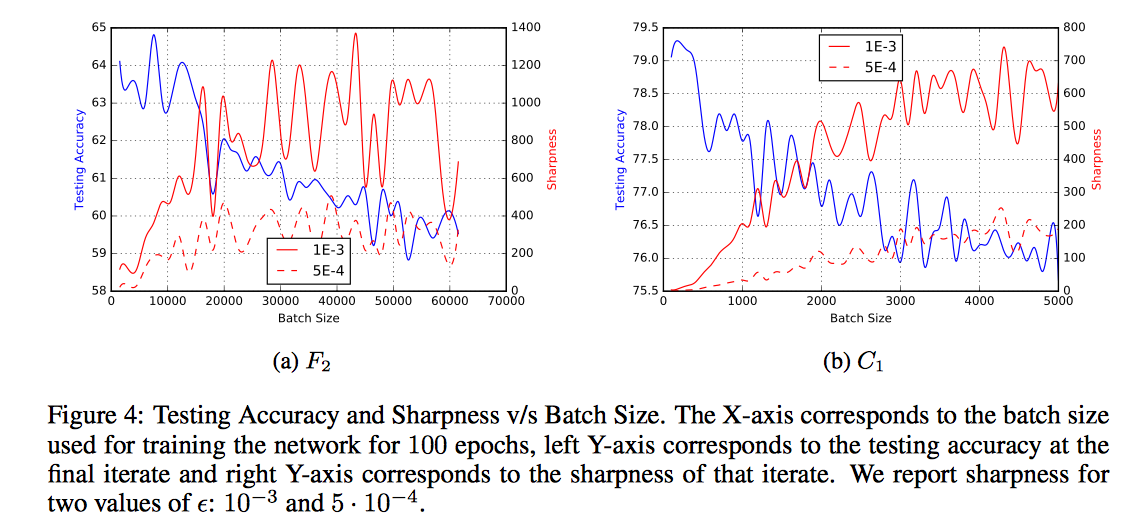 65
64
63
62
61
60
59
58
Testing Accuracy
1400
1200
1000
800
600
400
200
0
Sharpness
1E-3
5E-4
0 10000 20000 30000 40000 50000 60000 70000
Batch Size
(a) F₂
79.5
79.0
78.5
78.0
77.5
77.0
76.5
76.0
75.5
Testing Accuracy
800
700
600
500
400
300
200
100
0
Sharpness
1E-3
5E-4
0 1000 2000 3000 4000 5000
Batch Size
(b) C₁
Figure 4: Testing Accuracy and Sharpness v/s Batch Size. The X-axis corresponds to the batch size
used for training the network for 100 epochs, left Y-axis corresponds to the testing accuracy at the
final iterate and right Y-axis corresponds to the sharpness of that iterate. We report sharpness for
two values of ϵ: 10⁻³ and 5 · 10⁻⁴.